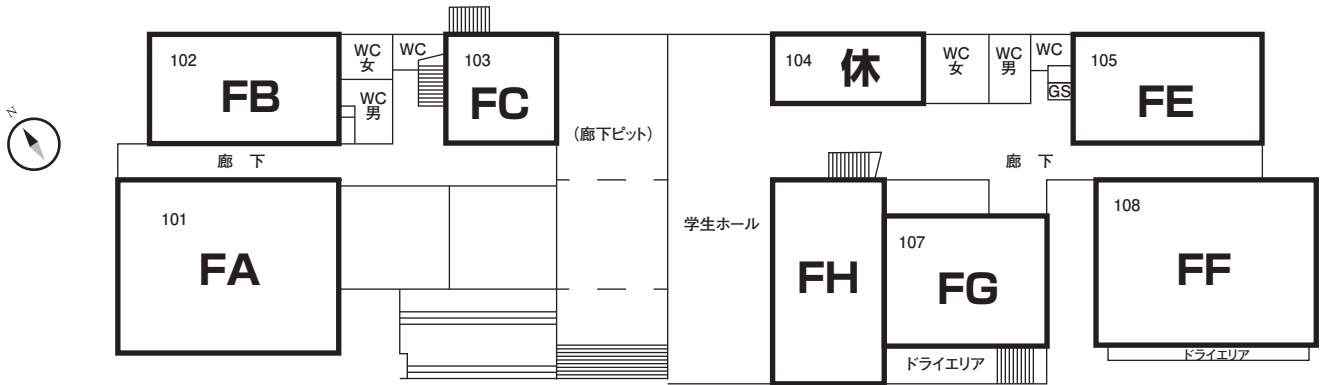 N
102
FB
WC
女
WC
男
WC
103
FC
廊 下
101
FA
(廊下ピット)
学生ホール
104
休
WC
女
WC
男
WC
GS
105
FE
廊 下
FH
107
FG
ドライエリア
108
FF
ドライエリア